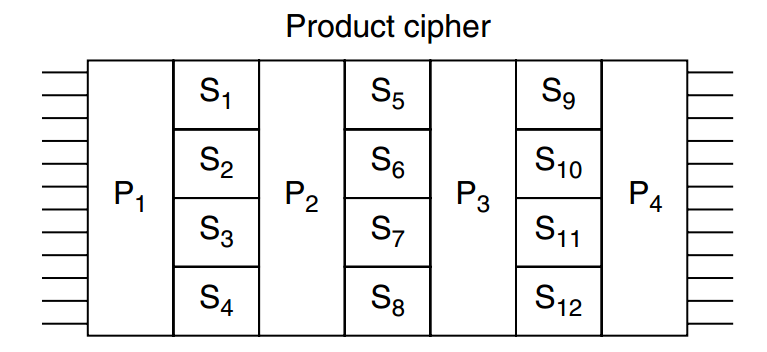 Product cipher
S1 S5 S9
S2 S6 S10
P1 P2 P3 P4
S3 S7 S11
S4 S8 S12